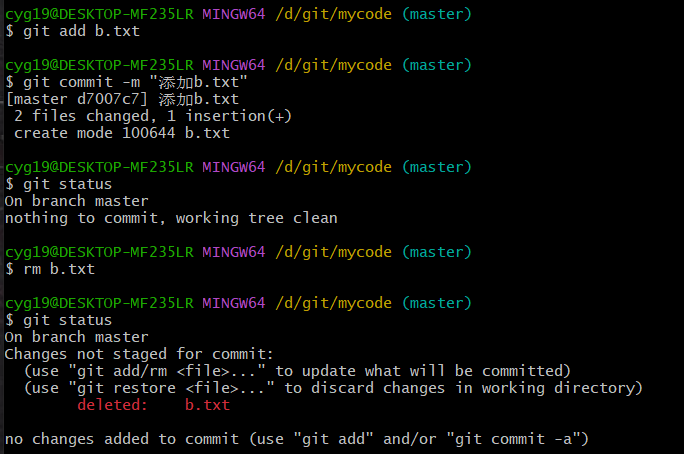 cyg19@DESKTOP-MF235LR MINGW64 /d/git/mycode (master)
$ git add b.txt
cyg19@DESKTOP-MF235LR MINGW64 /d/git/mycode (master)
$ git commit -m "添加b.txt"
[master d7007c7] 添加b.txt
 2 files changed, 1 insertion(+)
 create mode 100644 b.txt
cyg19@DESKTOP-MF235LR MINGW64 /d/git/mycode (master)
$ git status
On branch master
nothing to commit, working tree clean
cyg19@DESKTOP-MF235LR MINGW64 /d/git/mycode (master)
$ rm b.txt
cyg19@DESKTOP-MF235LR MINGW64 /d/git/mycode (master)
$ git status
On branch master
Changes not staged for commit:
  (use "git add/rm <file>..." to update what will be committed)
  (use "git restore <file>..." to discard changes in working directory)
        deleted:    b.txt
no changes added to commit (use "git add" and/or "git commit -a")